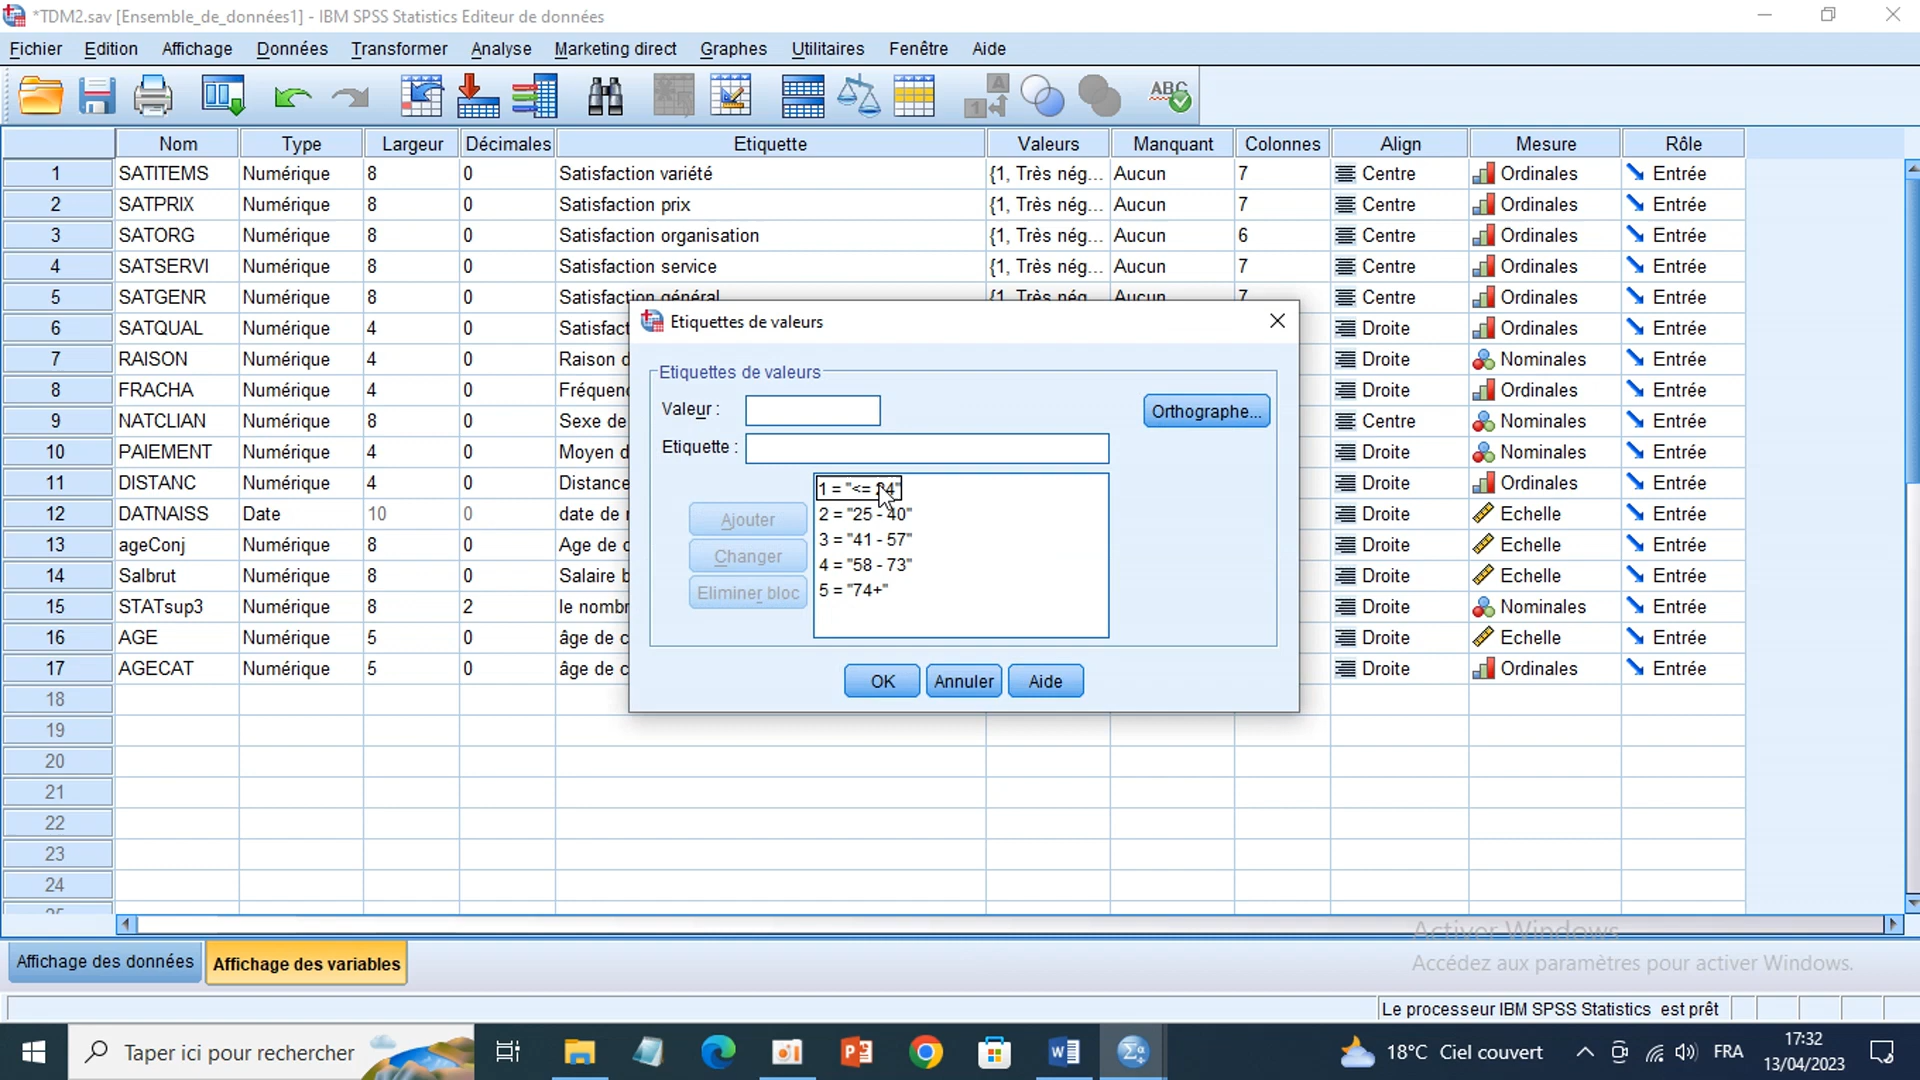 *TDM2.sav [Ensemble_de_données1] - IBM SPSS Statistics Editeur de données
Fichier Edition Affichage Données Transformer Analyse Marketing direct Graphes Utilitaires Fenêtre Aide
Nom Type Largeur Décimales Etiquette Valeurs Manquant Colonnes Align Mesure Rôle
1 SATITEMS Numérique 8 0 Satisfaction variété {1, Très nég... Aucun 7 Centre Ordinales Entrée
2 SATPRIX Numérique 8 0 Satisfaction prix {1, Très nég... Aucun 7 Centre Ordinales Entrée
3 SATORG Numérique 8 0 Satisfaction organisation {1, Très nég... Aucun 6 Centre Ordinales Entrée
4 SATSERVI Numérique 8 0 Satisfaction service {1, Très nég... Aucun 7 Centre Ordinales Entrée
5 SATGENR Numérique 8 0 Satisfaction général {1, Très nég... Aucun 7 Centre Ordinales Entrée
6 SATQUAL Numérique 4 0 Satisfact Droite Ordinales Entrée
7 RAISON Numérique 4 0 Raison d Droite Nominales Entrée
8 FRACHA Numérique 4 0 Fréquen Droite Ordinales Entrée
9 NATCLIAN Numérique 8 0 Sexe de Centre Nominales Entrée
10 PAIEMENT Numérique 4 0 Moyen d Droite Nominales Entrée
11 DISTANC Numérique 4 0 Distance Droite Ordinales Entrée
12 DATNAISS Date 10 0 date de Droite Echelle Entrée
13 ageConj Numérique 8 0 Age de c Droite Echelle Entrée
14 Salbrut Numérique 8 0 Salaire b Droite Echelle Entrée
15 STATsup3 Numérique 8 2 le nombr Droite Nominales Entrée
16 AGE Numérique 5 0 âge de c Droite Echelle Entrée
17 AGECAT Numérique 5 0 âge de c Droite Ordinales Entrée
18
19
20
21
22
23
24
25
Etiquettes de valeurs
Etiquettes de valeurs
Valeur :
Orthographe...
Etiquette :
1 = "<= 24"
2 = "25 - 40"
3 = "41 - 57"
4 = "58 - 73"
5 = "74+"
Ajouter
Changer
Eliminer bloc
OK Annuler Aide
Activer Windows
Accédez aux paramètres pour activer Windows.
Affichage des données Affichage des variables
Le processeur IBM SPSS Statistics est prêt
Taper ici pour rechercher
18°C Ciel couvert
FRA
17:32
13/04/2023